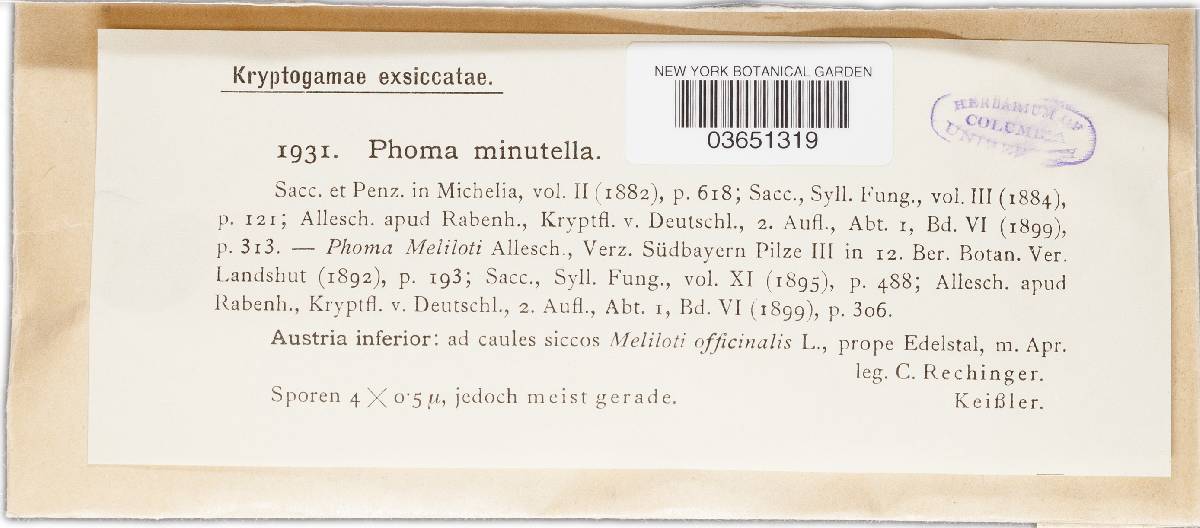 Kryptogamae exsiccatae.
NEW YORK BOTANICAL GARDEN
03651319
HERBARIUM OF
COLUMBIA
1931. Phoma minutella.
Sacc. et Penz. in Michelia, vol. II (1882), p. 618; Sacc., Syll. Fung., vol. III (1884),
p. 121; Allesch. apud Rabenh., Kryptfl. v. Deutschl., 2. Aufl., Abt. 1, Bd. VI (1899),
p. 313. — Phoma Meliloti Allesch., Verz. Südbayern Pilze III in 12. Ber. Botan. Ver.
Landshut (1892), p. 193; Sacc., Syll. Fung., vol. XI (1895), p. 488; Allesch. apud
Rabenh., Kryptfl. v. Deutschl., 2. Aufl., Abt. 1, Bd. VI (1899), p. 306.
Austria inferior: ad caules siccos Meliloti officinalis L., prope Edelstal, m. Apr.
leg. C. Rechinger.
Sporen 4 × 0·5 µ, jedoch meist gerade.
Keißler.